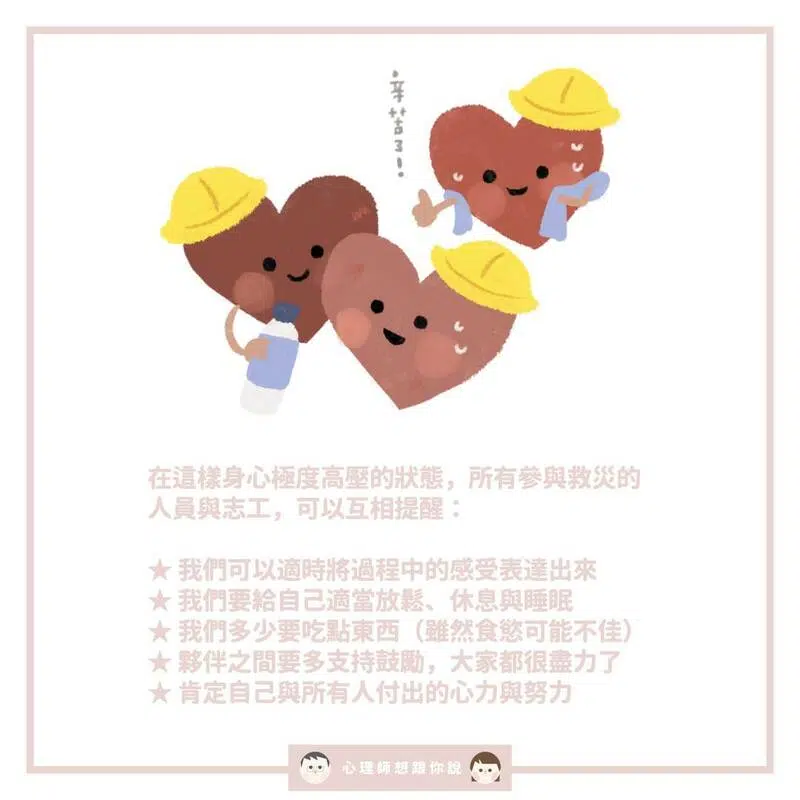 辛苦了!
在這樣身心極度高壓的狀態，所有參與救災的
人員與志工，可以互相提醒：
★ 我們可以適時將過程中的感受表達出來
★ 我們要給自己適當放鬆、休息與睡眠
★ 我們多少要吃點東西（雖然食慾可能不佳）
★ 夥伴之間要多支持鼓勵，大家都很盡力了
★ 肯定自己與所有人付出的心力與努力
心理師想跟你說